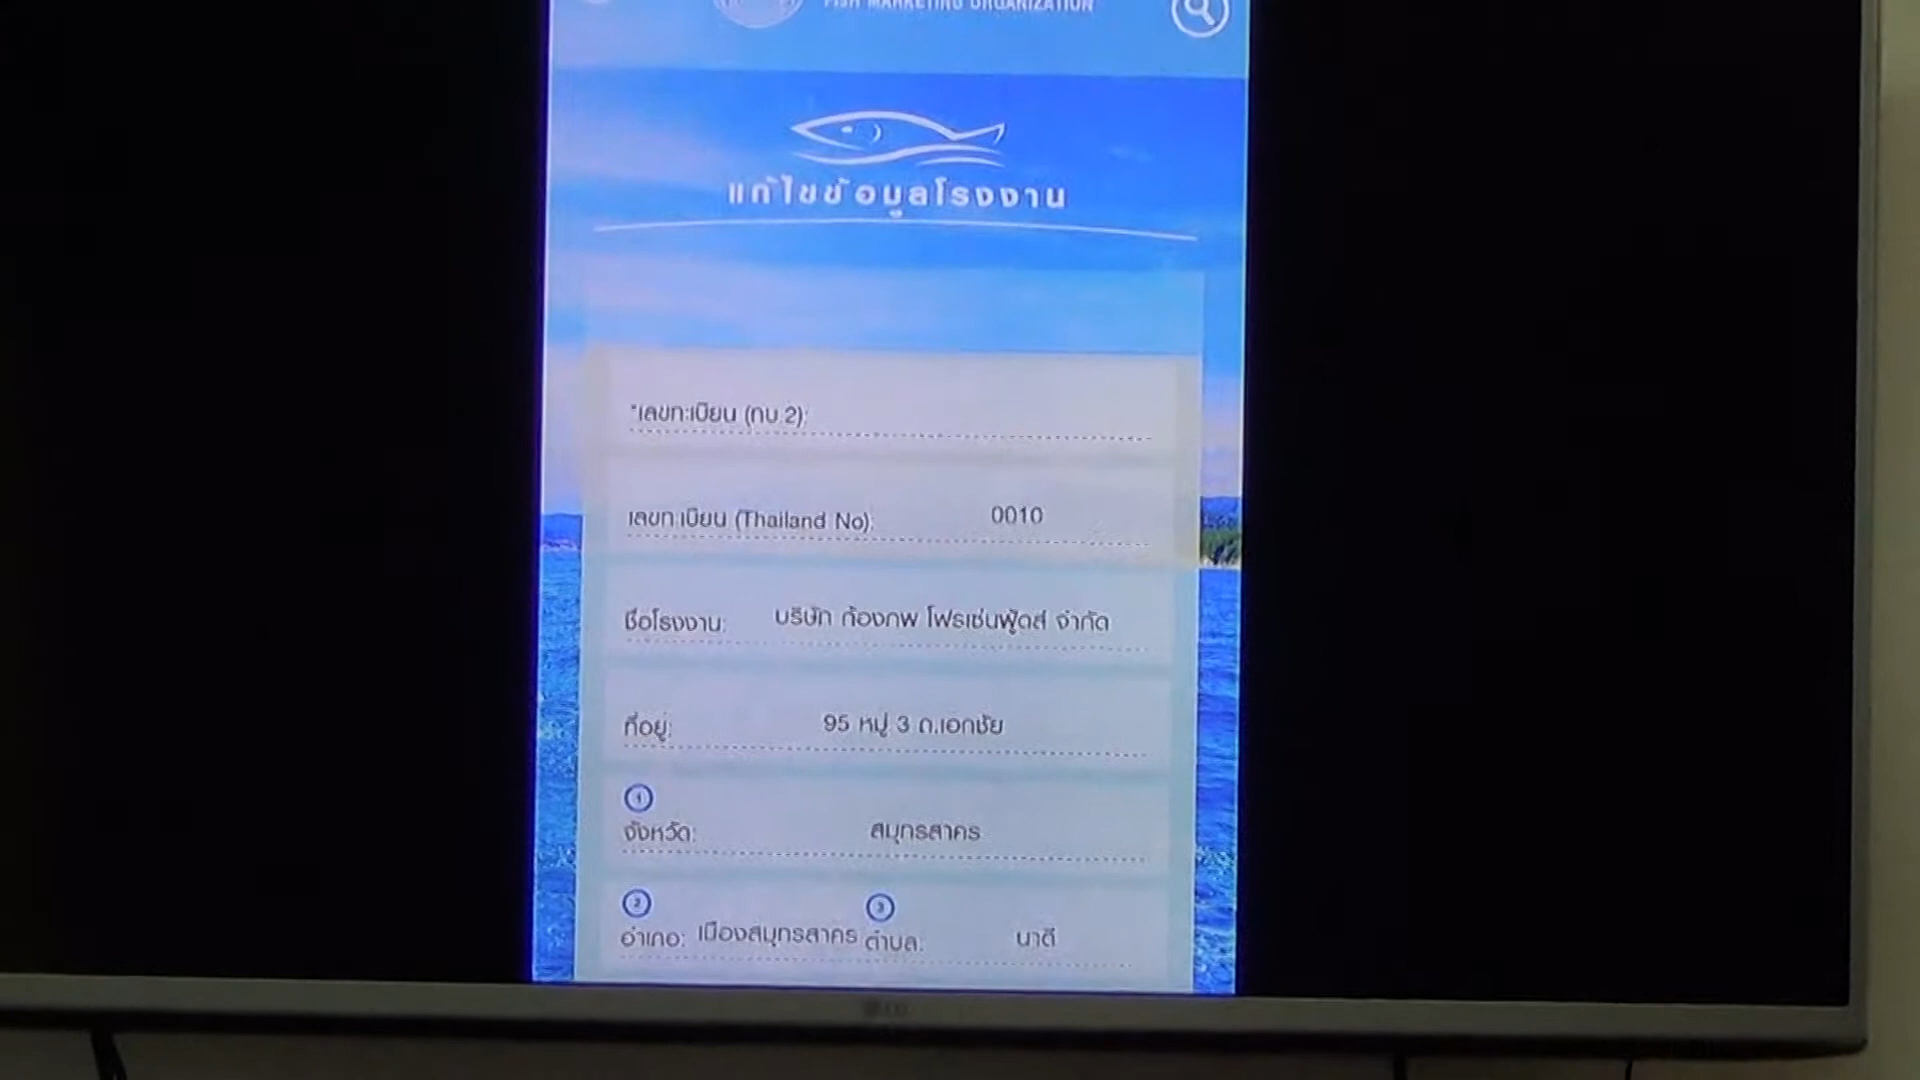 FISH MARKETING ORGANIZATION
แก้ไขข้อมูลโรงงาน
*เลขทะเบียน (ทบ.2):
เลขทะเบียน (Thailand No): 0010
ชื่อโรงงาน: บริษัท ก้องภพ โฟรเซ่นฟู้ดส์ จำกัด
ที่อยู่: 95 หมู่ 3 ถ.เอกชัย
1
จังหวัด: สมุทรสาคร
2 3
อำเภอ: เมืองสมุทรสาคร ตำบล: นาดี
LG